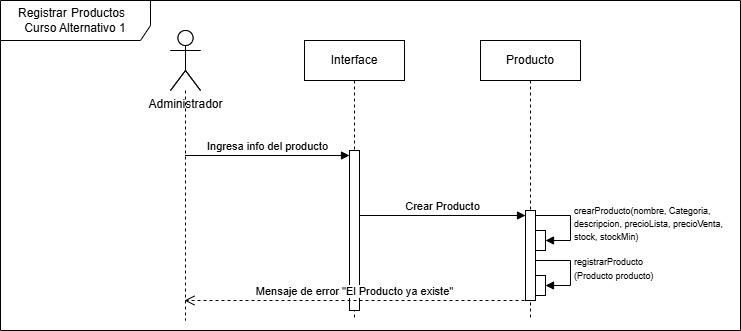 Registrar Productos
Curso Alternativo 1
Interface
Producto
Administrador
Ingresa info del producto
Crear Producto
crearProducto(nombre, Categoria,
descripcion, precioLista, precioVenta,
stock, stockMin)
registrarProducto
(Producto producto)
Mensaje de error "El Producto ya existe"